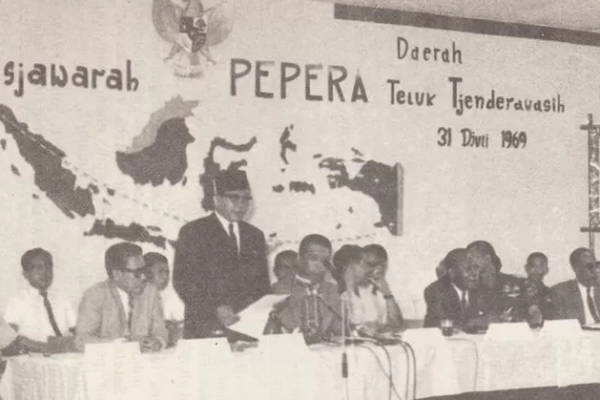 Daerah
sjawarah PEPERA Teluk Tjenderawasih
31 Djuli 1969